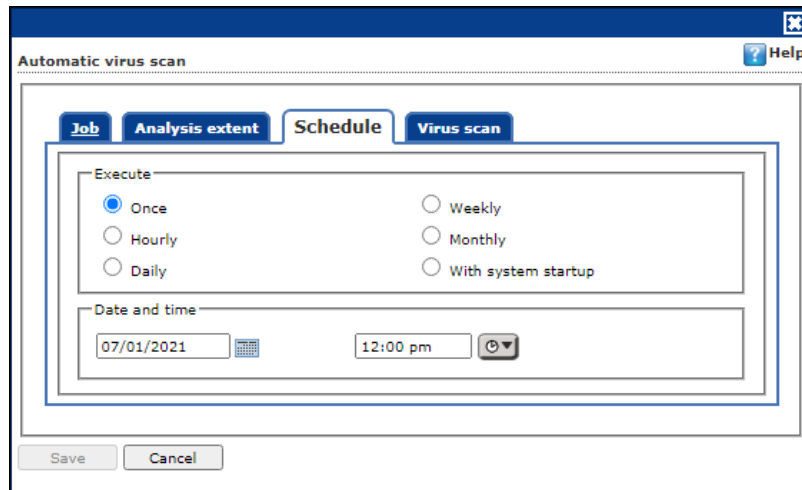 Automatic virus scan
Help
Job Analysis extent Schedule Virus scan
Execute
Once Weekly
Hourly Monthly
Daily With system startup
Date and time
07/01/2021 12:00 pm
Save Cancel